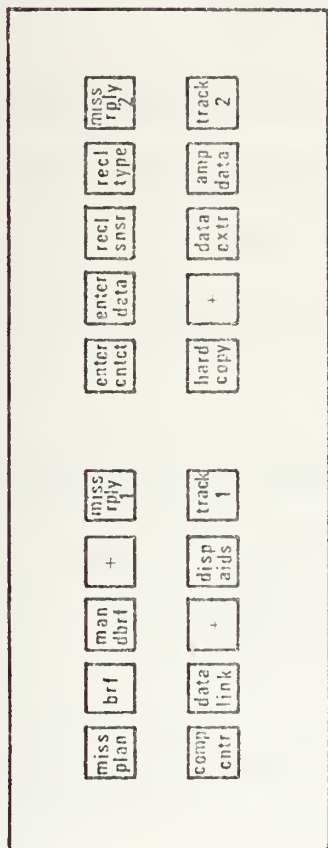 miss
plan
brf
man
dbrf
+
miss
rply
1
enter
cntct
enter
data
recl
snsr
recl
type
miss
rply
2
comp
cntr
data
link
+
disp
aids
track
1
hard
copy
+
data
extr
amp
data
track
2